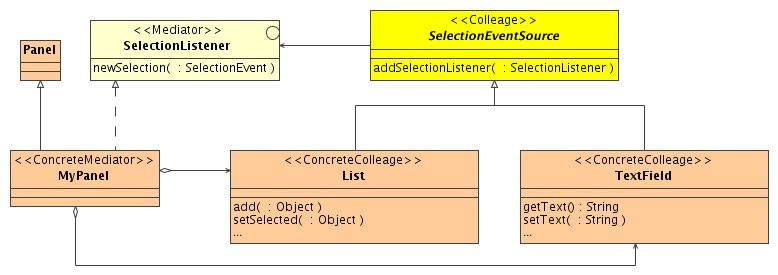 <<Mediator>>
SelectionListener
newSelection( : SelectionEvent )
<<Colleage>>
SelectionEventSource
addSelectionListener( : SelectionListener )
Panel
<<ConcreteMediator>>
MyPanel
<<ConcreteColleage>>
List
add( : Object )
setSelected( : Object )
...
<<ConcreteColleage>>
TextField
getText() : String
setText( : String )
...